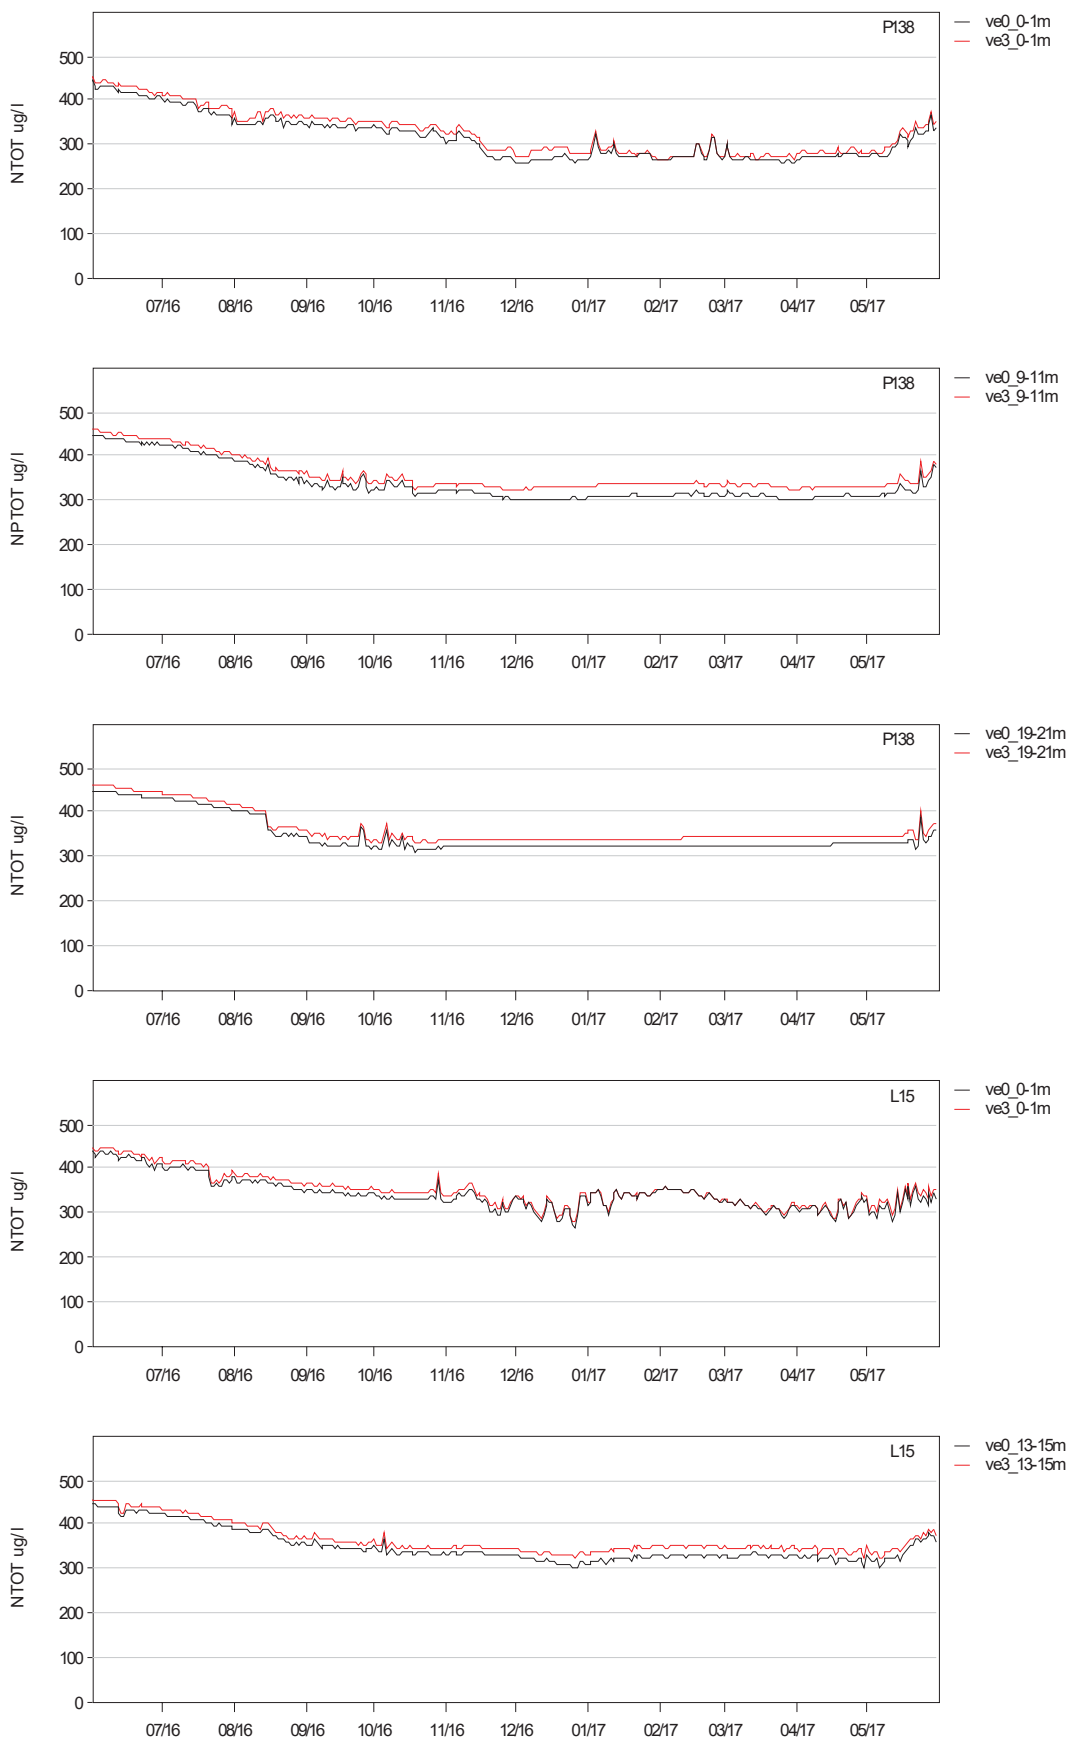 P138
ve0_0-1m
ve3_0-1m
NTOT ug/l
500
400
300
200
100
0
07/16 08/16 09/16 10/16 11/16 12/16 01/17 02/17 03/17 04/17 05/17
P138
ve0_9-11m
ve3_9-11m
NPTOT ug/l
500
400
300
200
100
0
07/16 08/16 09/16 10/16 11/16 12/16 01/17 02/17 03/17 04/17 05/17
P138
ve0_19-21m
ve3_19-21m
NTOT ug/l
500
400
300
200
100
0
07/16 08/16 09/16 10/16 11/16 12/16 01/17 02/17 03/17 04/17 05/17
L15
ve0_0-1m
ve3_0-1m
NTOT ug/l
500
400
300
200
100
0
07/16 08/16 09/16 10/16 11/16 12/16 01/17 02/17 03/17 04/17 05/17
L15
ve0_13-15m
ve3_13-15m
NTOT ug/l
500
400
300
200
100
0
07/16 08/16 09/16 10/16 11/16 12/16 01/17 02/17 03/17 04/17 05/17